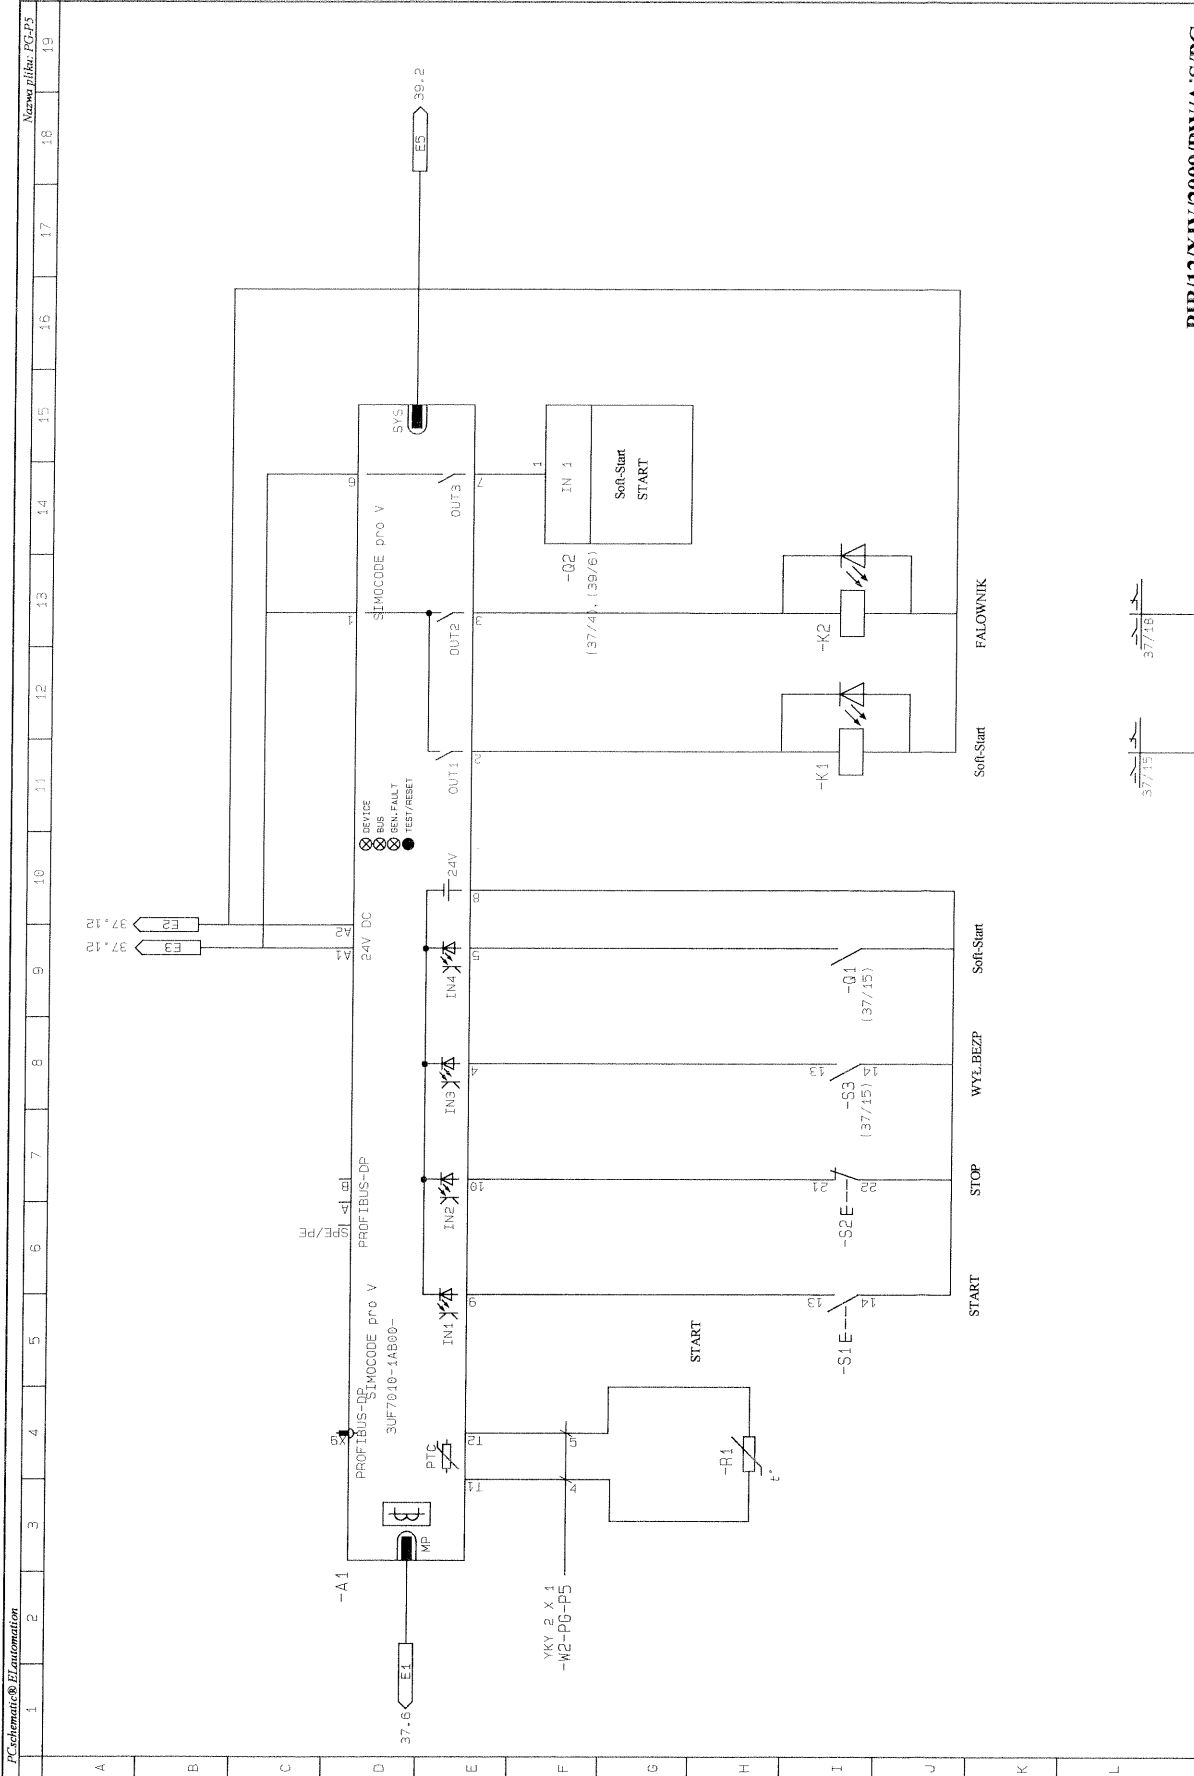 PCschematic® ELautomation
Nazwa pliku: PG-P5
1 2 3 4 5 6 7 8 9 10 11 12 13 14 15 16 17 18 19
A
B
C
D
E
F
G
H
I
J
K
L
37.12 E3
37.12 E2
37.6 E1
E5 39.2
-A1
MP
X9
SPE/PE A B
A1 A2
1 6
PROFIBUS-DP
SIMOCODE pro V
3UF7010-1AB00-
PROFIBUS-DP
24V DC
DEVICE
BUS
GEN.FAULT
TEST/RESET
SIMOCODE pro V
SYS
PTC
IN1 IN2 IN3 IN4 24V
OUT1 OUT2 OUT3
T1 T2 9 10 4 5 8 2 3 7
YKY 2 X 1
-W2-PG-P5
4 5
-Q2
(37/4), (39/6)
1
IN 1
Soft-Start
START
START
-R1
t°
-S1E 13 14
-S2E 21 22
-S3 13 14
(37/15)
-Q1
(37/15)
-K1
-K2
START
STOP
WYŁ.BEZP
Soft-Start
Soft-Start
FALOWNIK
37/15
37/18